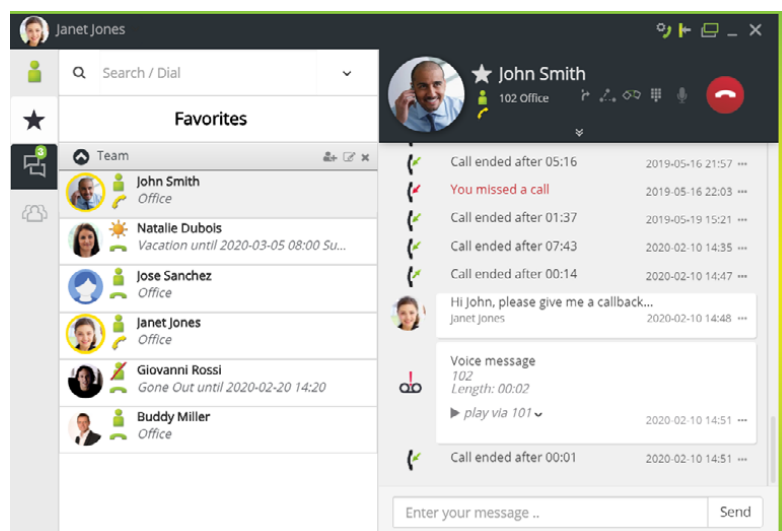 Janet Jones
Search / Dial
Favorites
3
Team
John Smith
Office
Natalie Dubois
Vacation until 2020-03-05 08:00 Su...
Jose Sanchez
Office
Janet Jones
Office
Giovanni Rossi
Gone Out until 2020-02-20 14:20
Buddy Miller
Office
John Smith
102 Office
Call ended after 05:16 2019-05-16 21:57 •••
You missed a call 2019-05-16 22:03 •••
Call ended after 01:37 2019-05-19 15:21 •••
Call ended after 07:43 2020-02-10 14:35 •••
Call ended after 00:14 2020-02-10 14:47 •••
Hi John, please give me a callback...
Janet Jones 2020-02-10 14:48 •••
Voice message
102
Length: 00:02
play via 101
2020-02-10 14:51 •••
Call ended after 00:01 2020-02-10 14:51 •••
Enter your message .. Send